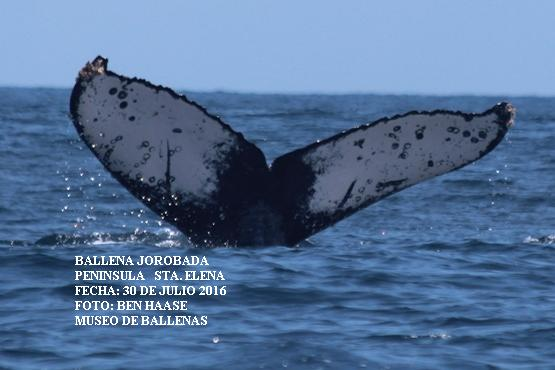 BALLENA JOROBADA
PENINSULA STA. ELENA
FECHA: 30 DE JULIO 2016
FOTO: BEN HAASE
MUSEO DE BALLENAS